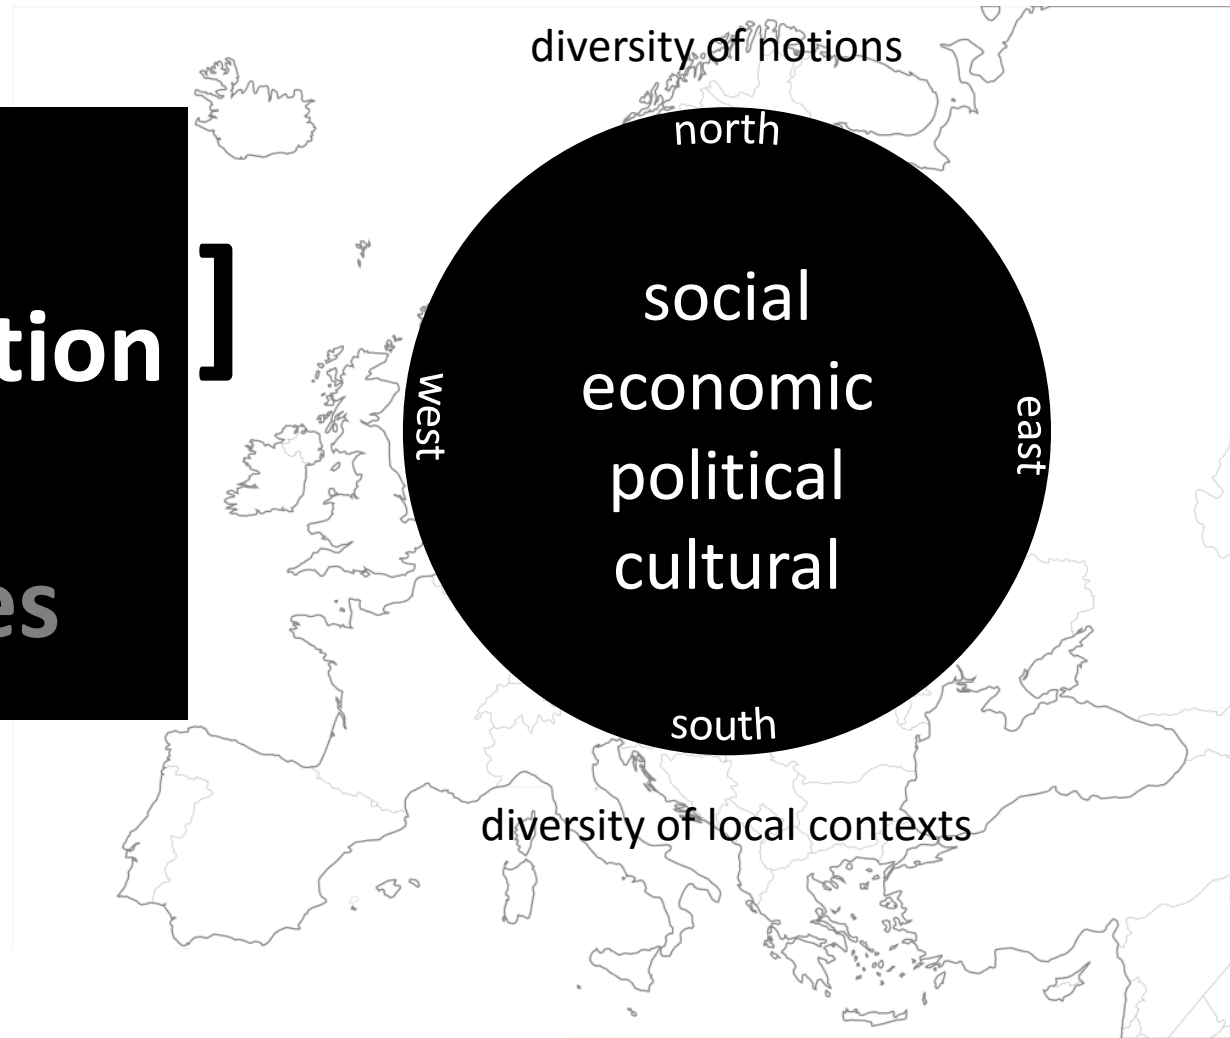 diversity of notions
north
tion ]
social
economic
political
cultural
west
east
es
south
diversity of local contexts